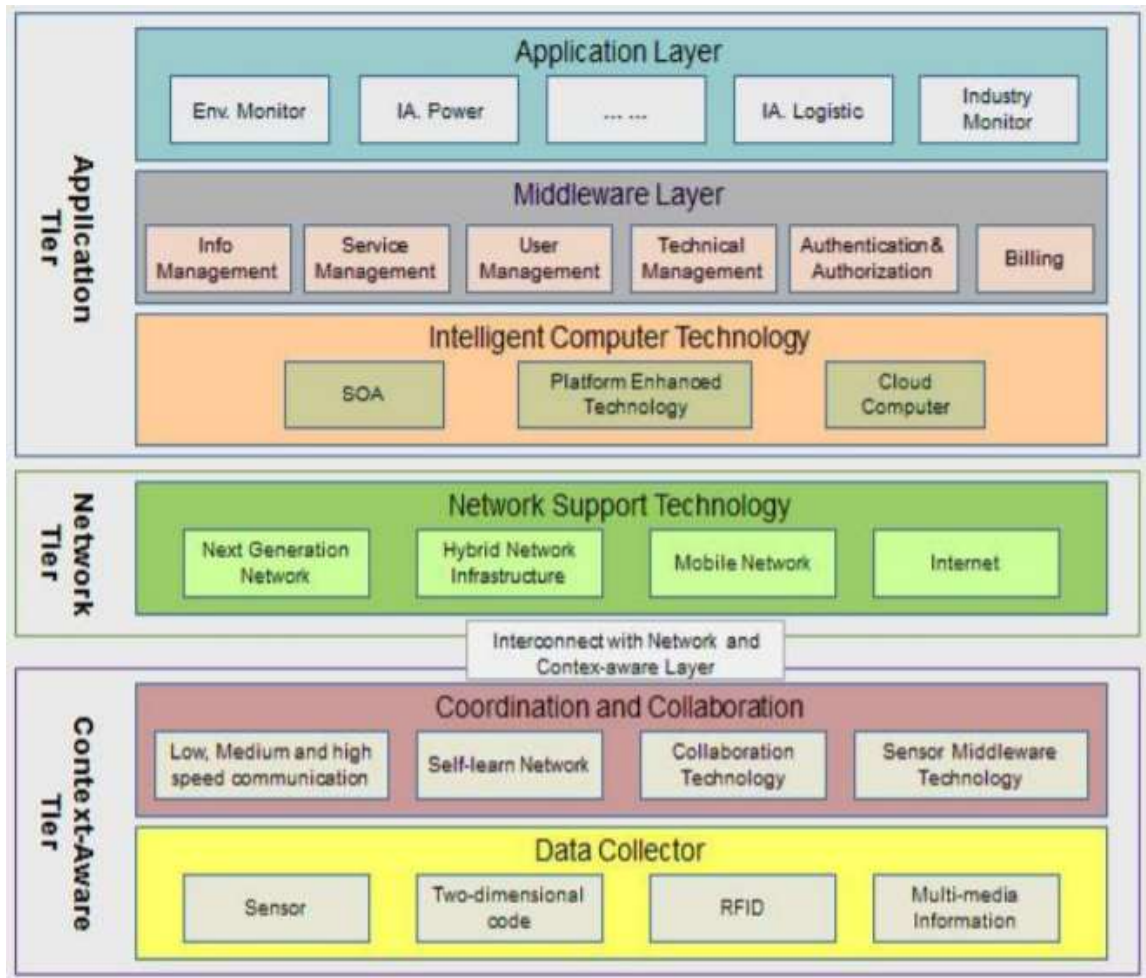 Application Tier
Application Layer
Env. Monitor
IA. Power
... ...
IA. Logistic
Industry
Monitor
Middleware Layer
Info
Management
Service
Management
User
Management
Technical
Management
Authentication &
Authorization
Billing
Intelligent Computer Technology
SOA
Platform Enhanced
Technology
Cloud
Computer
Network Tier
Network Support Technology
Next Generation
Network
Hybrid Network
Infrastructure
Mobile Network
Internet
Interconnect with Network and
Contex-aware Layer
Context-Aware Tier
Coordination and Collaboration
Low, Medium and high
speed communication
Self-learn Network
Collaboration
Technology
Sensor Middleware
Technology
Data Collector
Sensor
Two-dimensional
code
RFID
Multi-media
Information